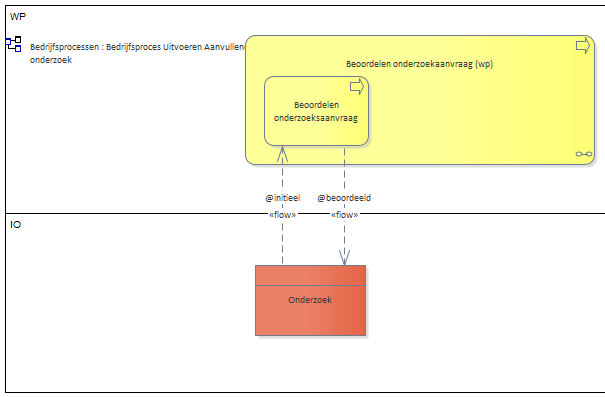 WP
Bedrijfsprocessen : Bedrijfsproces Uitvoeren Aanvullend
onderzoek
Beoordelen onderzoekaanvraag (wp)
Beoordelen
onderzoeksaanvraag
@initieel
@beoordeeld
«flow»
«flow»
IO
Onderzoek